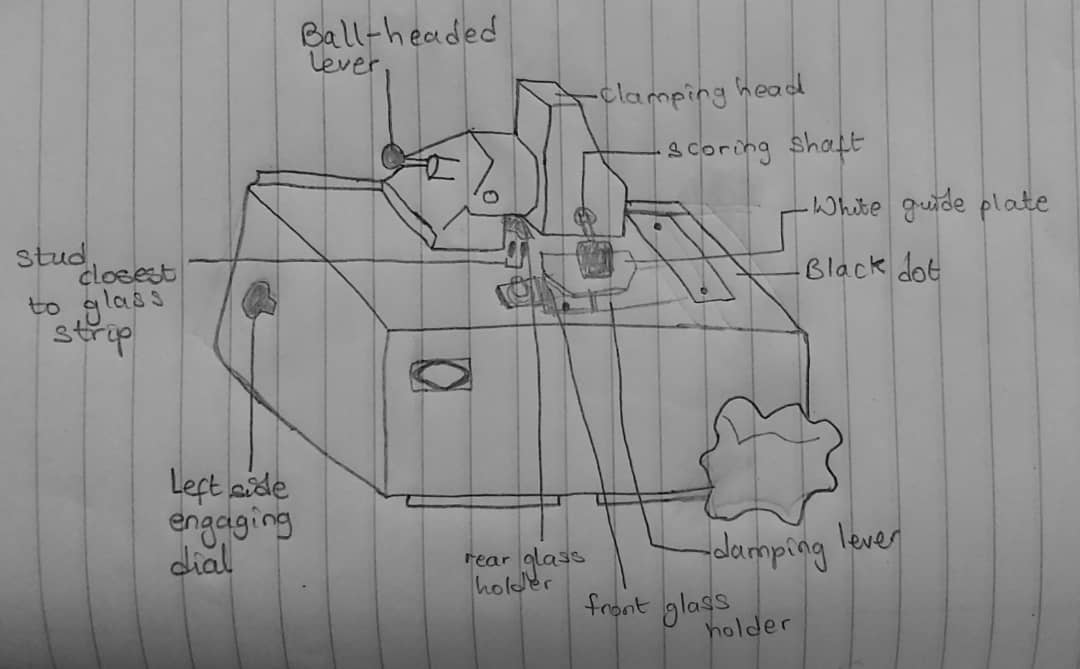 Ball-headed
lever
clamping head
scoring shaft
White guide plate
Black dot
stud
closest
to glass
strip
Left side
engaging
dial
rear glass
holder
front glass
holder
damping lever